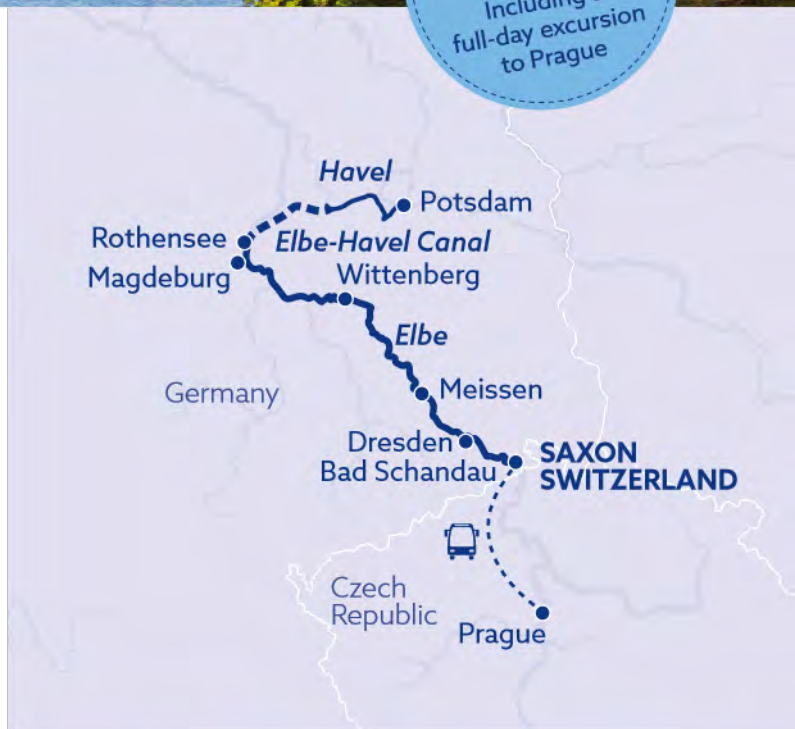 Including
full-day excursion
to Prague
Havel
Potsdam
Rothensee
Elbe-Havel Canal
Magdeburg
Wittenberg
Elbe
Germany
Meissen
Dresden
Bad Schandau
SAXON
SWITZERLAND
Czech
Republic
Prague